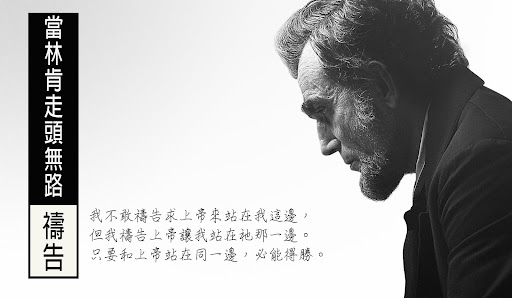 當林肯走頭無路
禱告
我不敢禱告求上帝來站在我這邊，
但我禱告上帝讓我站在祂那一邊。
只要和上帝站在同一邊，必能得勝。